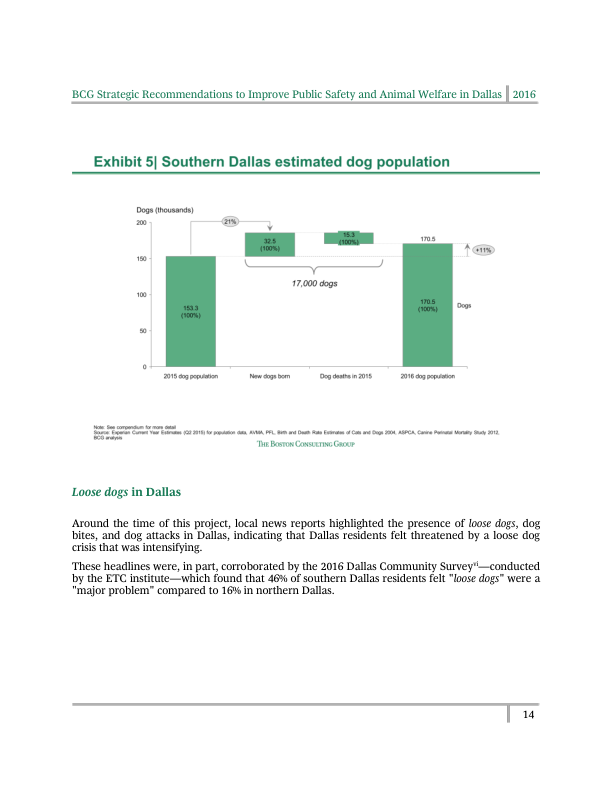 BCG Strategic Recommendations to Improve Public Safety and Animal Welfare in Dallas 2016
Exhibit 5| Southern Dallas estimated dog population
Dogs (thousands)
200
150
100
50
0
21%
153.3
(100%)
32.5
(100%)
15.3
(100%)
17,000 dogs
170.5
170.5
(100%)
+11%
Dogs
2015 dog population
New dogs born
Dog deaths in 2015
2016 dog population
Note: See compendium for more detail
Source: Experian Current Year Estimates (Q2 2015) for population data, AVMA, PFL, Birth and Death Rate Estimates of Cats and Dogs 2004, ASPCA, Canine Perinatal Mortality Study 2012,
BCG analysis
THE BOSTON CONSULTING GROUP
Loose dogs in Dallas
Around the time of this project, local news reports highlighted the presence of loose dogs, dog
bites, and dog attacks in Dallas, indicating that Dallas residents felt threatened by a loose dog
crisis that was intensifying.
These headlines were, in part, corroborated by the 2016 Dallas Community Survey^vi—conducted
by the ETC institute—which found that 46% of southern Dallas residents felt "loose dogs" were a
"major problem" compared to 16% in northern Dallas.
14